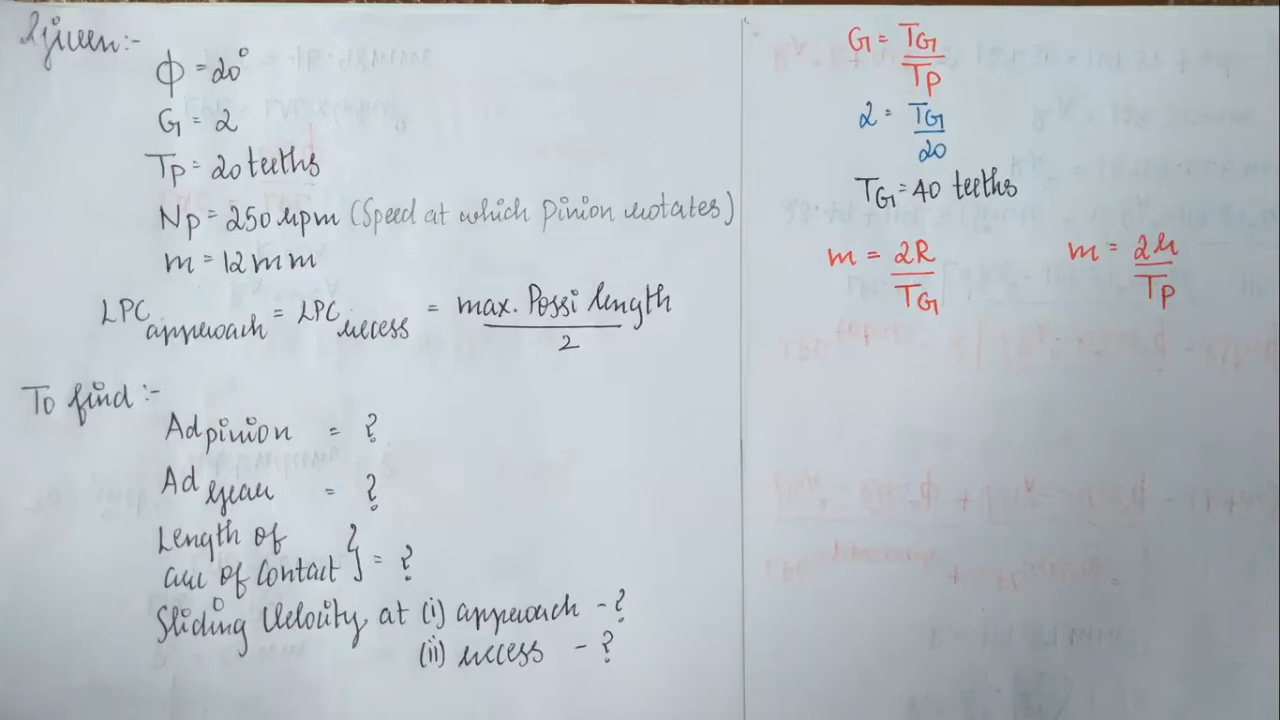 Given:-
ϕ = 20°
G = 2
TP = 20 teeths
NP = 250 rpm (Speed at which pinion rotates)
m = 12mm
LPC approach = LPC recess = max. Possi length / 2
To find:-
Ad pinion = ?
Ad gear = ?
Length of
arc of contact } = ?
Sliding Velocity at (i) approach - ?
(ii) recess - ?
G = TG / TP
2 = TG / 20
TG = 40 teeths
m = 2R / TG
m = 2r / TP